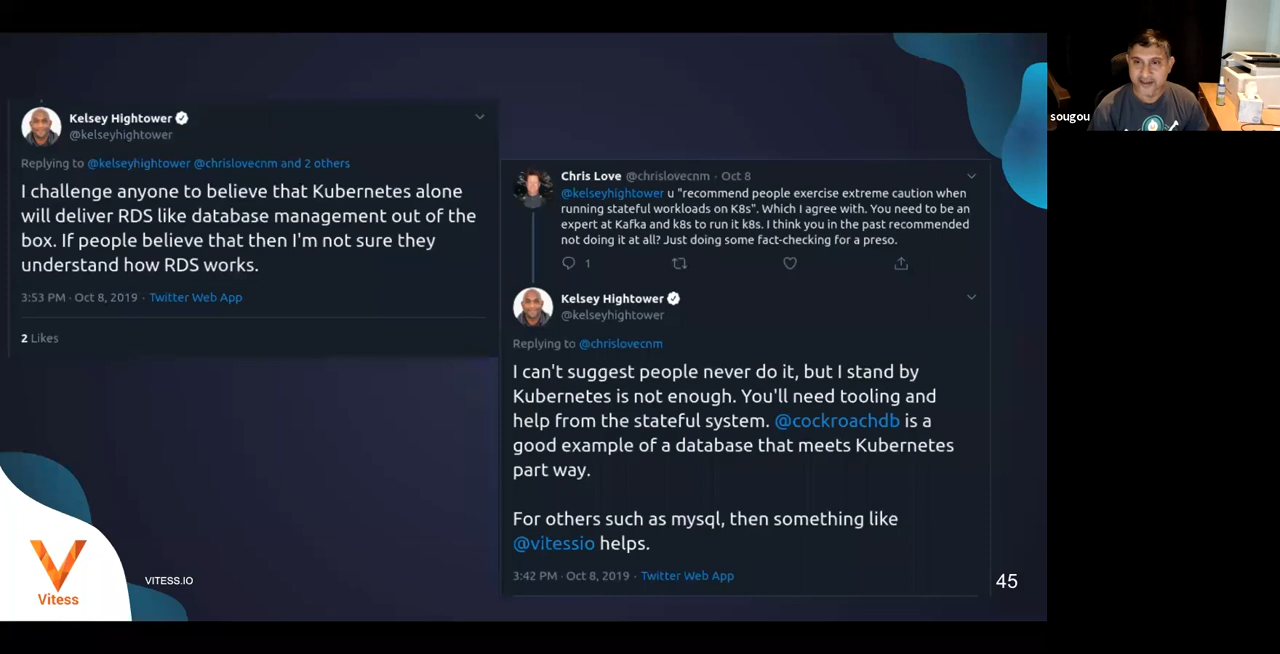 Kelsey Hightower
@kelseyhightower
Replying to @kelseyhightower @chrislovecnm and 2 others
I challenge anyone to believe that Kubernetes alone
will deliver RDS like database management out of the
box. If people believe that then I'm not sure they
understand how RDS works.
3:53 PM · Oct 8, 2019 · Twitter Web App
2 Likes
Chris Love @chrislovecnm · Oct 8
@kelseyhightower u "recommend people exercise extreme caution when
running stateful workloads on K8s". Which I agree with. You need to be an
expert at Kafka and k8s to run it k8s. I think you in the past recommended
not doing it at all? Just doing some fact-checking for a preso.
1
Kelsey Hightower
@kelseyhightower
Replying to @chrislovecnm
I can't suggest people never do it, but I stand by
Kubernetes is not enough. You'll need tooling and
help from the stateful system. @cockroachdb is a
good example of a database that meets Kubernetes
part way.
For others such as mysql, then something like
@vitessio helps.
3:42 PM · Oct 8, 2019 · Twitter Web App
Vitess
VITESS.IO
45
sougou